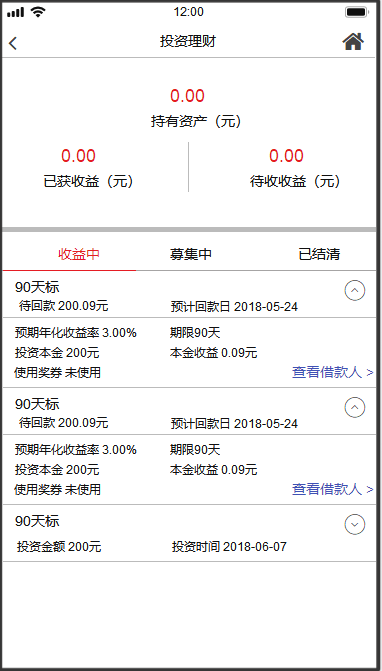 12:00
投资理财
0.00
持有资产（元）
0.00 0.00
已获收益（元） 待收收益（元）
收益中 募集中 已结清
90天标
待回款 200.09元 预计回款日 2018-05-24
预期年化收益率 3.00% 期限90天
投资本金 200元 本金收益 0.09元
使用奖券 未使用 查看借款人 >
90天标
待回款 200.09元 预计回款日 2018-05-24
预期年化收益率 3.00% 期限90天
投资本金 200元 本金收益 0.09元
使用奖券 未使用 查看借款人 >
90天标
投资金额 200元 投资时间 2018-06-07